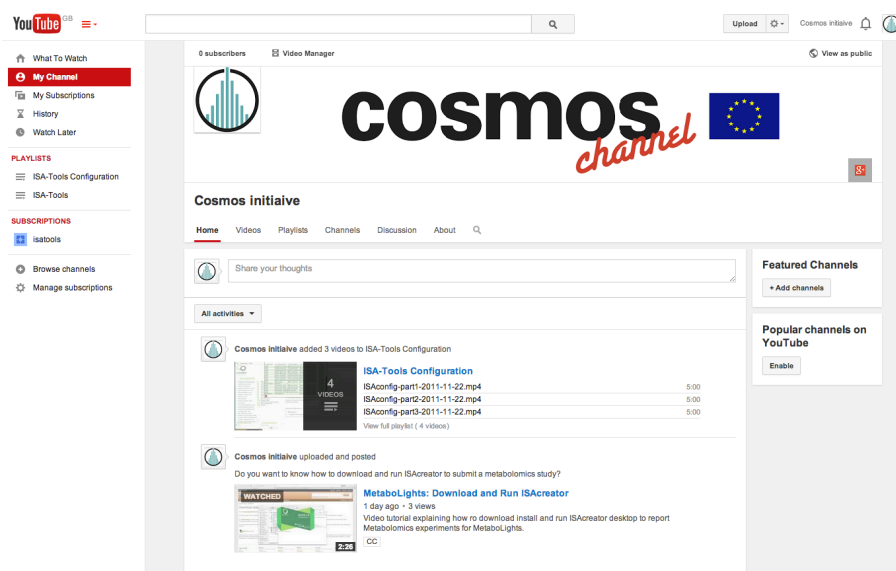 YouTube GB
Upload
Cosmos initiaive
What To Watch
My Channel
My Subscriptions
History
Watch Later
PLAYLISTS
ISA-Tools Configuration
ISA-Tools
SUBSCRIPTIONS
isatools
Browse channels
Manage subscriptions
0 subscribers
Video Manager
View as public
cosmos
channel
g+
Cosmos initiaive
Home Videos Playlists Channels Discussion About
Share your thoughts
All activities
Cosmos initiaive added 3 videos to ISA-Tools Configuration
4
VIDEOS
ISA-Tools Configuration
ISAconfig-part1-2011-11-22.mp4 5:00
ISAconfig-part2-2011-11-22.mp4 5:00
ISAconfig-part3-2011-11-22.mp4 5:00
View full playlist ( 4 videos)
Cosmos initiaive uploaded and posted
Do you want to know how to download and run ISAcreator to submit a metabolomics study?
WATCHED
2:26
MetaboLights: Download and Run ISAcreator
1 day ago • 3 views
Video tutorial explaining how ro download install and run ISAcreator desktop to report
Metabolomics experiments for MetaboLights.
CC
Featured Channels
+ Add channels
Popular channels on
YouTube
Enable